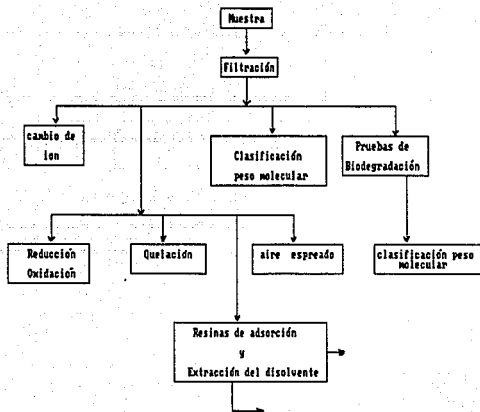 Muestra
Filtración
cambio de
ion
Clasificación
peso molecular
Pruebas de
Biodegradación
Reducción
Oxidación
Quetación
aire espreado
clasificación peso
molecular
Resinas de adsorción
y
Extracción del disolvente